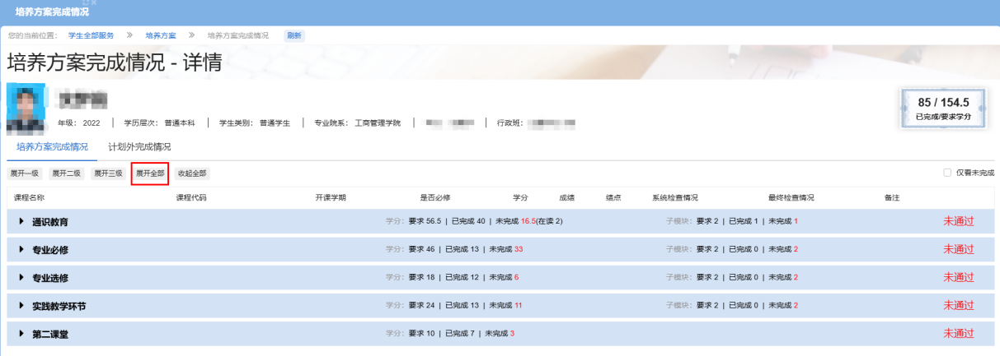 培养方案完成情况
您的当前位置： 学生全部服务 》 培养方案 》 培养方案完成情况 刷新
培养方案完成情况 - 详情
85 / 154.5
已完成/要求学分
年级： 2022 | 学历层次： 普通本科 | 学生类别： 普通学生 | 专业院系： 工商管理学院 | | 行政班：
培养方案完成情况 计划外完成情况
展开一级 展开二级 展开三级 展开全部 收起全部 仅看未完成
课程名称 课程代码 开课学期 是否必修 学分 成绩 绩点 系统检查情况 最终检查情况 备注
通识教育 学分： 要求 56.5 | 已完成 40 | 未完成 16.5(在读 2) 子模块： 要求 2 | 已完成 1 | 未完成 1 未通过
专业必修 学分： 要求 46 | 已完成 13 | 未完成 33 子模块： 要求 2 | 已完成 0 | 未完成 2 未通过
专业选修 学分： 要求 18 | 已完成 12 | 未完成 6 子模块： 要求 2 | 已完成 0 | 未完成 2 未通过
实践教学环节 学分： 要求 24 | 已完成 13 | 未完成 11 子模块： 要求 2 | 已完成 0 | 未完成 2 未通过
第二课堂 学分： 要求 10 | 已完成 7 | 未完成 3 未通过